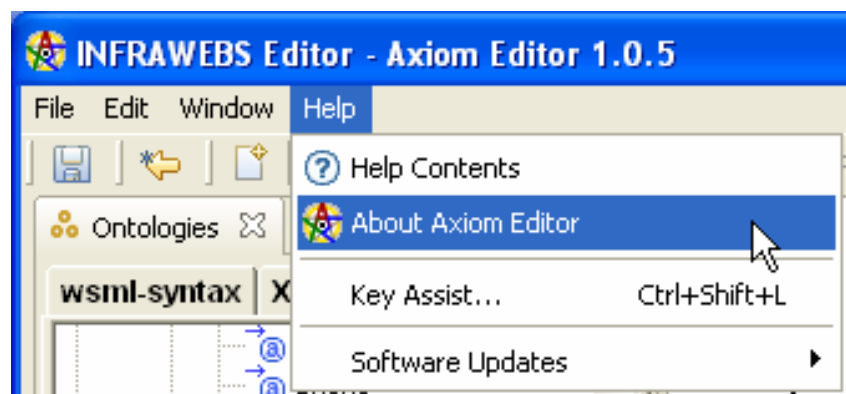 INFRAWEBS Editor - Axiom Editor 1.0.5
File Edit Window Help
Help Contents
Ontologies
About Axiom Editor
wsml-syntax X
Key Assist... Ctrl+Shift+L
Software Updates